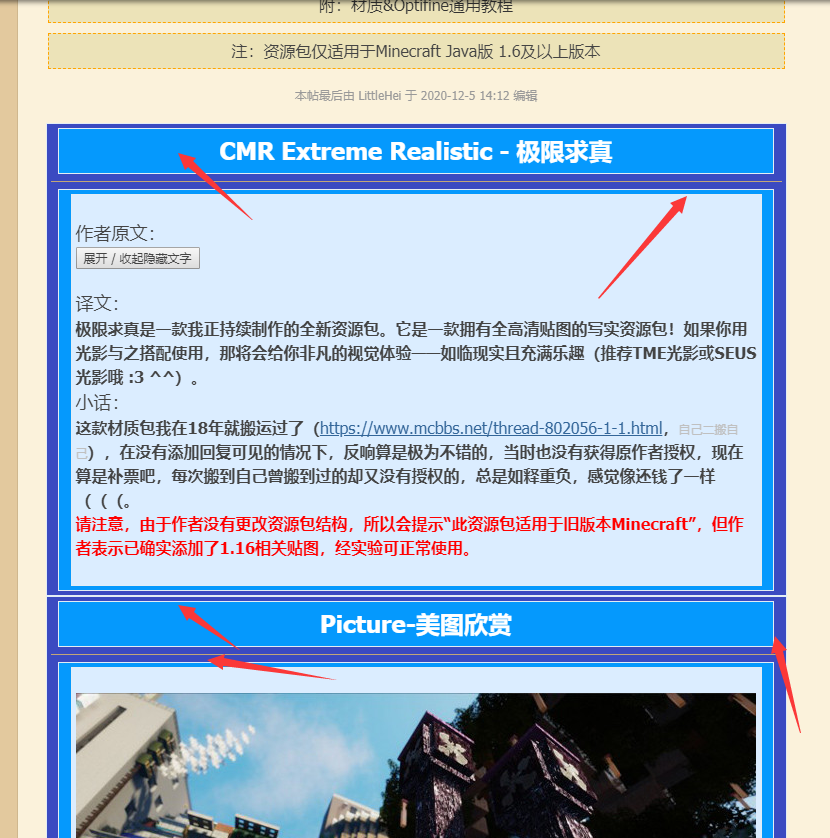 附：材质&Optifine通用教程
注：资源包仅适用于Minecraft Java版 1.6及以上版本
本帖最后由 LittleHei 于 2020-12-5 14:12 编辑
CMR Extreme Realistic - 极限求真
作者原文：
展开 / 收起隐藏文字
译文：
极限求真是一款我正持续制作的全新资源包。它是一款拥有全高清贴图的写实资源包！如果你用
光影与之搭配使用，那将会给你非凡的视觉体验——如临现实且充满乐趣（推荐TME光影或SEUS
光影哦 :3 ^^）。
小话：
这款材质包我在18年就搬运过了（https://www.mcbbs.net/thread-802056-1-1.html，自己二搬自
己），在没有添加回复可见的情况下，反响算是极为不错的，当时也没有获得原作者授权，现在
算是补票吧，每次搬到自己曾搬到过的却又没有授权的，总是如释重负，感觉像还钱了一样
（（（。
请注意，由于作者没有更改资源包结构，所以会提示“此资源包适用于旧版本Minecraft”，但作
者表示已确实添加了1.16相关贴图，经实验可正常使用。
Picture-美图欣赏